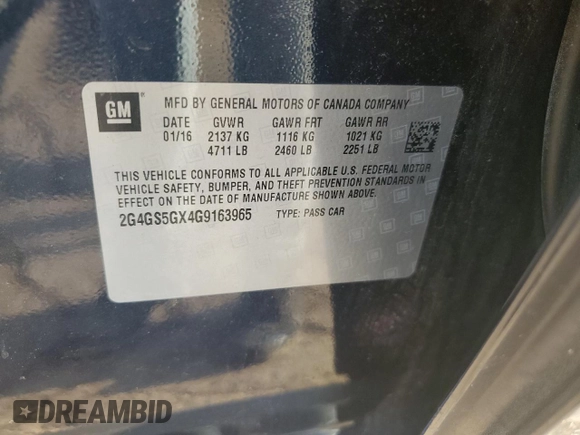 GM
MFD BY GENERAL MOTORS OF CANADA COMPANY
DATE GVWR GAWR FRT GAWR RR
01/16 2137 KG 1116 KG 1021 KG
4711 LB 2460 LB 2251 LB
THIS VEHICLE CONFORMS TO ALL APPLICABLE U.S. FEDERAL MOTOR
VEHICLE SAFETY, BUMPER, AND THEFT PREVENTION STANDARDS IN
EFFECT ON THE DATE OF MANUFACTURE SHOWN ABOVE.
2G4GS5GX4G9163965 TYPE: PASS CAR
DREAMBID